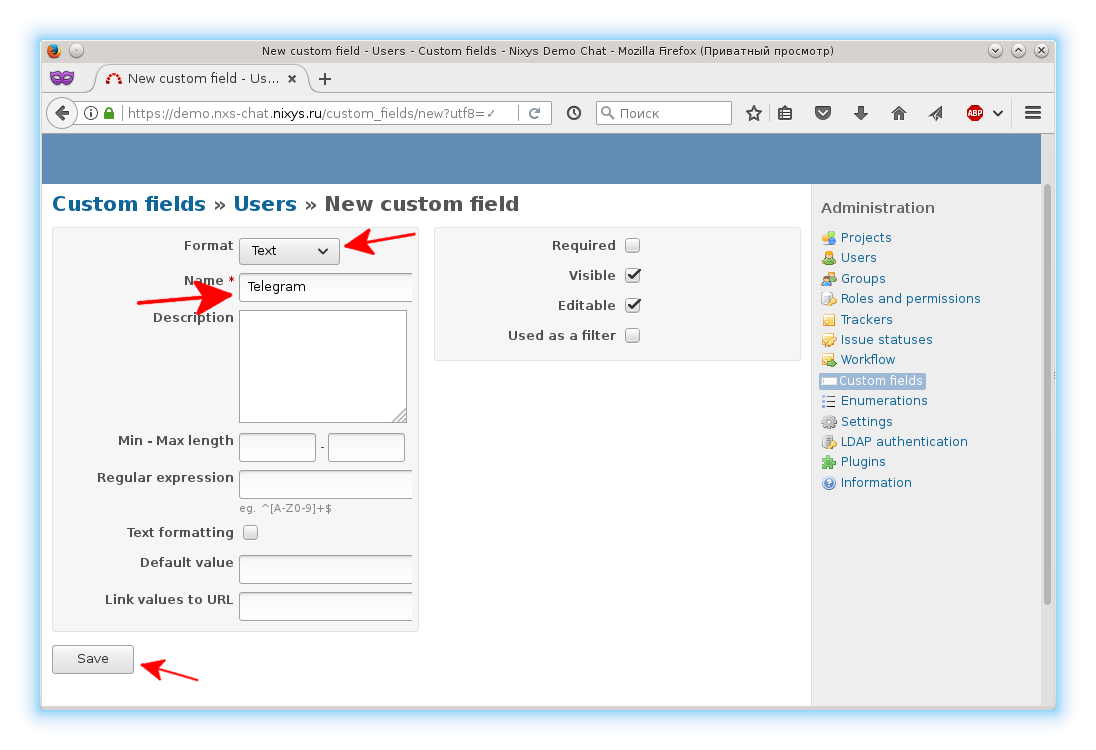 New custom field - Users - Custom fields - Nixys Demo Chat - Mozilla Firefox (Приватный просмотр)
New custom field - Us...
https://demo.nxs-chat.nixys.ru/custom_fields/new?utf8=✓
Поиск
ABP
Custom fields » Users » New custom field
Format Text
Name * Telegram
Description
Min - Max length -
Regular expression
eg. ^[A-Z0-9]+$
Text formatting
Default value
Link values to URL
Save
Required
Visible
Editable
Used as a filter
Administration
Projects
Users
Groups
Roles and permissions
Trackers
Issue statuses
Workflow
Custom fields
Enumerations
Settings
LDAP authentication
Plugins
Information